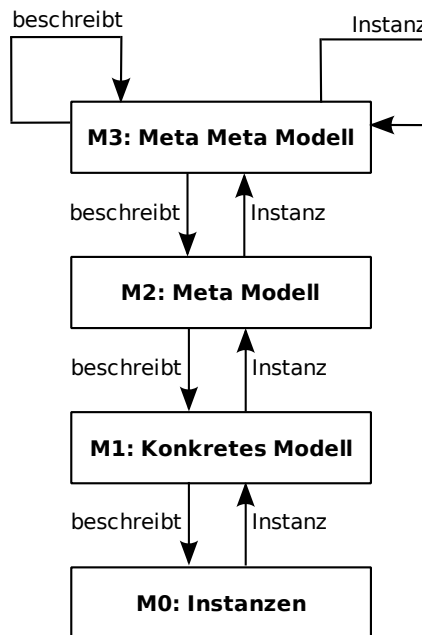 beschreibt
Instanz
M3: Meta Meta Modell
beschreibt
Instanz
M2: Meta Modell
beschreibt
Instanz
M1: Konkretes Modell
beschreibt
Instanz
M0: Instanzen